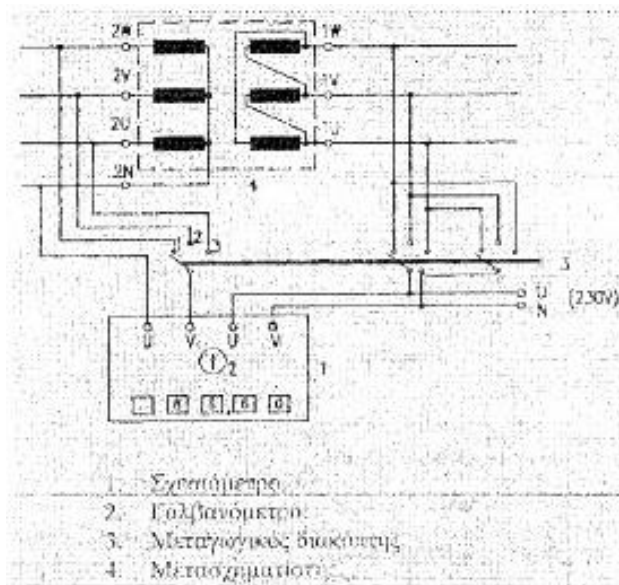 2W 1W
2V 1V
2U 1U
2N
4
2 3
3
U (230V)
N
U V U V
1 2 1
1. Σχεσιόμετρο
2. Γαλβανόμετρο
3. Μεταγωγικός διακόπτης
4. Μετασχηματιστής